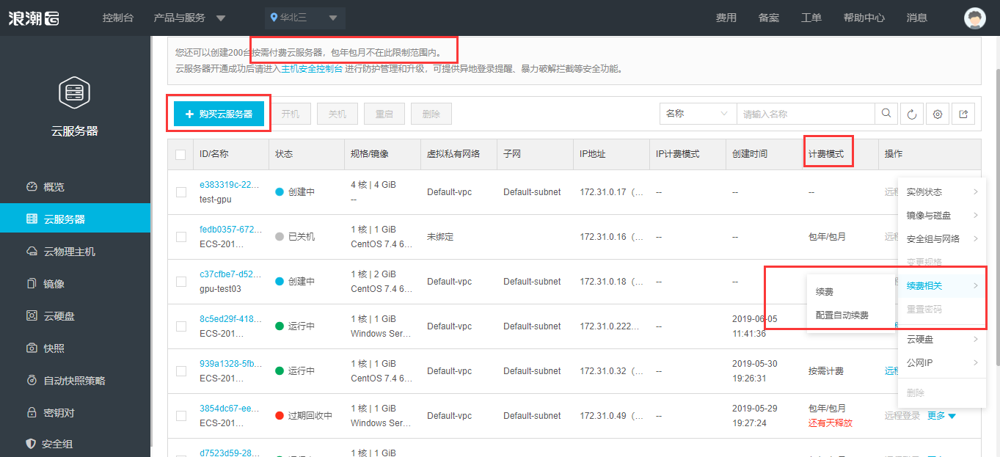 浪潮云
控制台 产品与服务 华北三 费用 备案 工单 帮助中心 消息
云服务器
概览
云服务器
云物理主机
镜像
云硬盘
快照
自动快照策略
密钥对
安全组
您还可以创建200台按需付费云服务器，包年包月不在此限制范围内。
云服务器开通成功后请进入主机安全控制台 进行防护管理和升级，可提供异地登录提醒、暴力破解拦截等安全功能。
+ 购买云服务器 开机 关机 重启 删除 名称 请输入名称
ID/名称 状态 规格/镜像 虚拟私有网络 子网 IP地址 IP计费模式 创建时间 计费模式 操作
e383319c-22... 4 核 | 4 GiB
创建中 Default-vpc Default-subnet 172.31.0.17（... -- -- -- 远程
test-gpu --
fedb0357-672... 1 核 | 1 GiB
已关机 未绑定 172.31.0.16（... -- -- 包年/包月 远程
ECS-201... CentOS 7.4 6...
c37cfbe7-d52... 1 核 | 2 GiB
创建中 Default-vpc Default-subnet 172.31.0.18（... -- --
gpu-test03 CentOS 7.4 6...
8c5ed29f-418... 1 核 | 1 GiB 2019-06-05
运行中 Default-vpc Default-subnet 172.31.0.222... --
ECS-201... Windows Ser... 11:41:36
939a1328-5fb... 1 核 | 1 GiB 2019-05-30
运行中 Default-vpc Default-subnet 172.31.0.32（... -- 按需计费 远程
ECS-201... CentOS 7.4 6... 19:26:31
3854dc67-ee... 1 核 | 1 GiB 2019-05-29 包年/包月
过期回收中 Default-vpc Default-subnet 172.31.0.49（... -- 远程登录 更多
ECS-201... Windows Ser... 19:27:24 还有天释放
d7523d59-28... 1 核 | 1 GiB
实例状态
镜像与磁盘
安全组与网络
变更规格
续费相关
重置密码
云硬盘
公网IP
删除
续费
配置自动续费